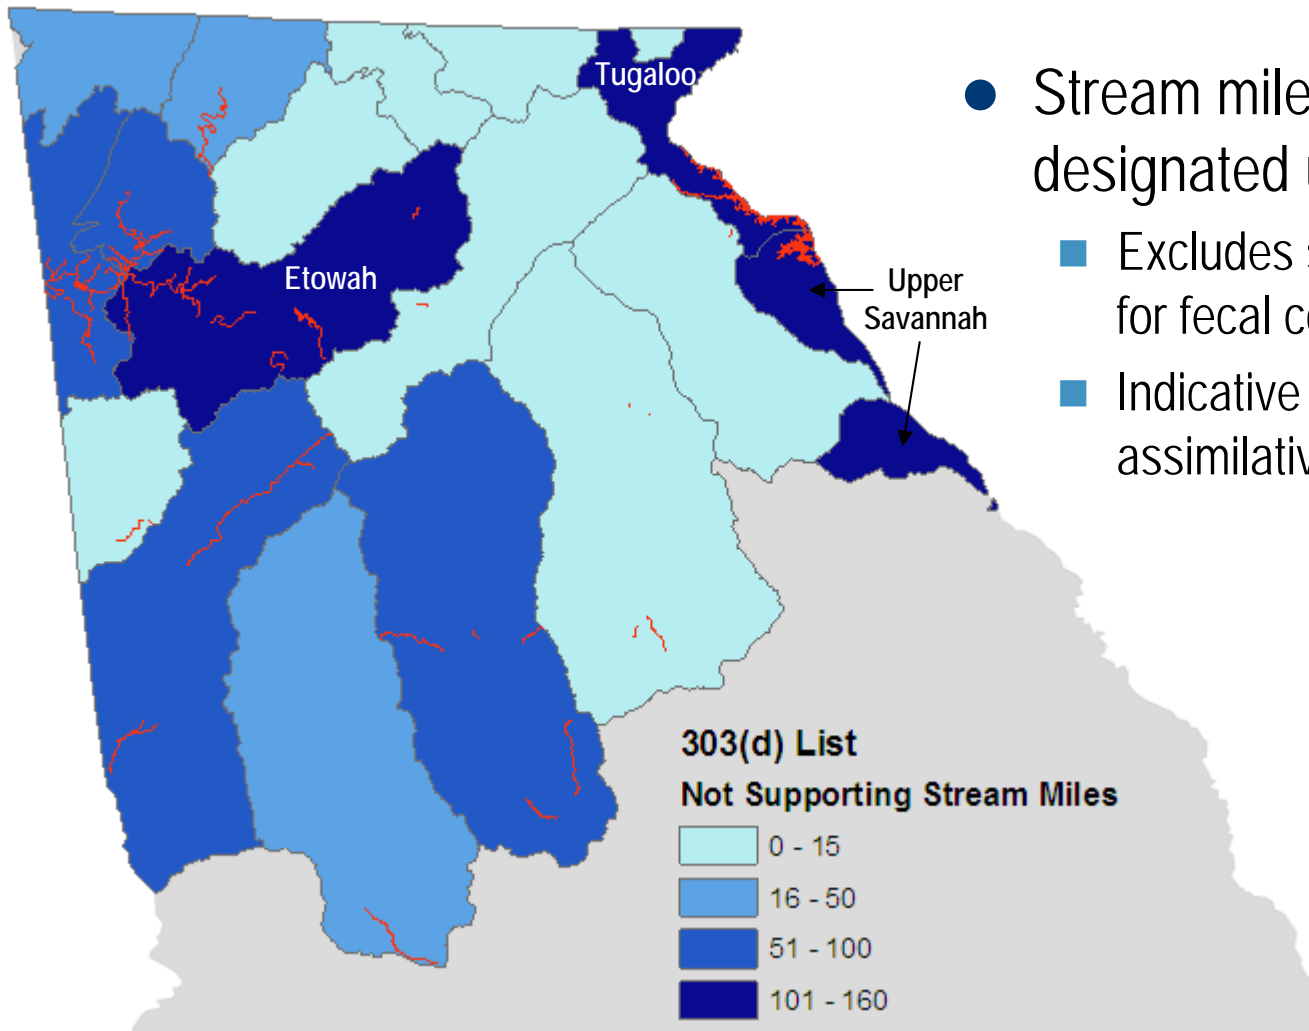 Tugaloo
Etowah
Upper
Savannah
● Stream mile
designated
■ Excludes
for fecal
■ Indicative
303(d) List
Not Supporting Stream Miles
0 - 15
16 - 50
51 - 100
101 - 160